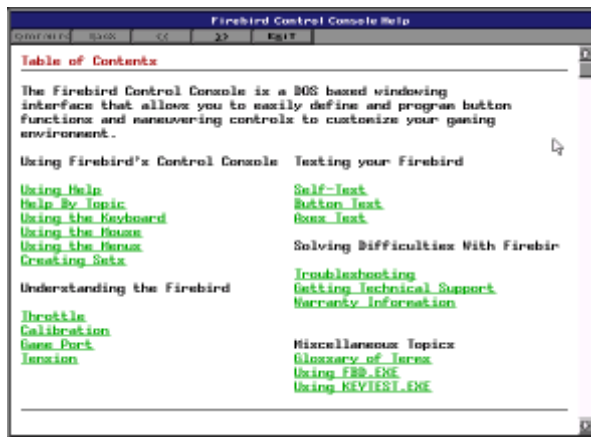 Firebird Control Console Help
CONTENTS BACK << >> EXIT
Table of Contents
The Firebird Control Console is a DOS based windowing
interface that allows you to easily define and program button
functions and maneuvering controls to customize your gaming
environment.
Using Firebird's Control Console
Using Help
Help By Topic
Using the Keyboard
Using the Mouse
Using the Menus
Creating Sets
Understanding the Firebird
Throttle
Calibration
Game Port
Tension
Testing your Firebird
Self-Test
Button Test
Axes Test
Solving Difficulties With Firebir
Troubleshooting
Getting Technical Support
Warranty Information
Miscellaneous Topics
Glossary of Terms
Using FBD.EXE
Using KEYTEST.EXE